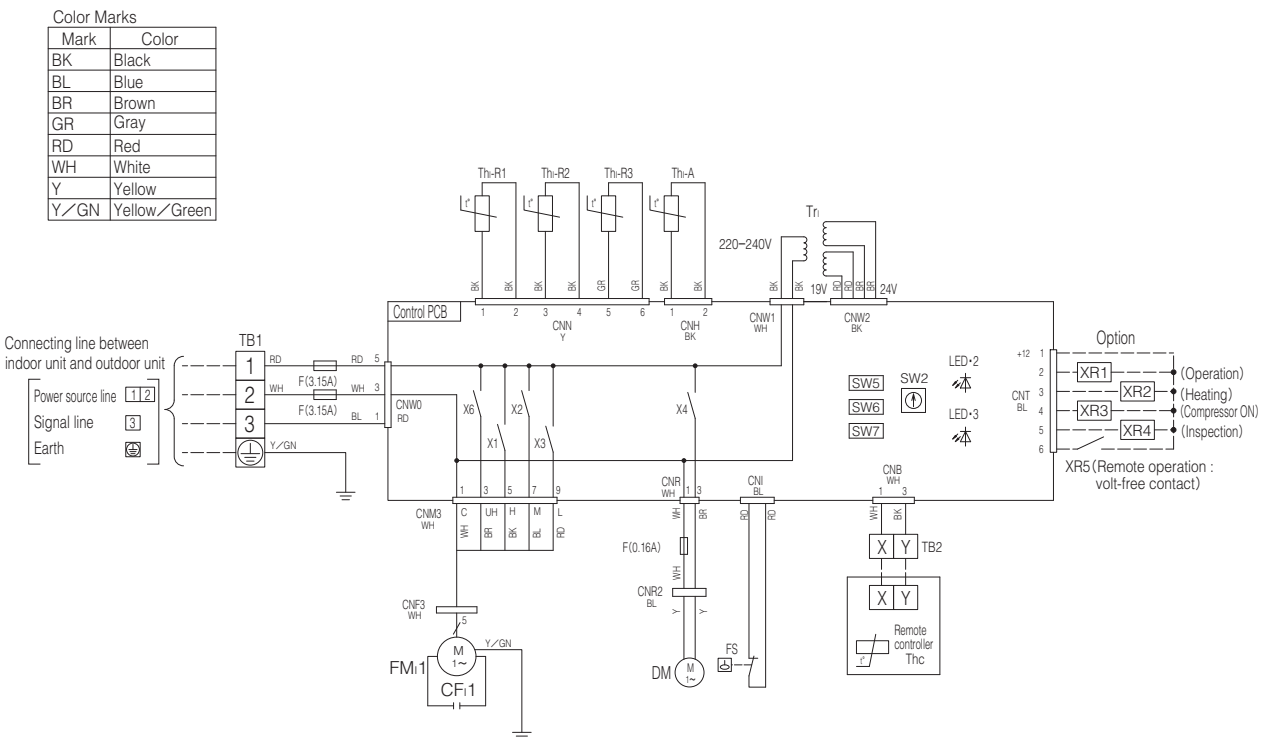 Color Marks
Mark Color
BK Black
BL Blue
BR Brown
GR Gray
RD Red
WH White
Y Yellow
Y/GN Yellow/Green
ThI-R1 ThI-R2 ThI-R3 ThI-A
t° t° t° t°
TrI
220-240V
BK BK BK BK GR GR BK BK BK BK 19V RD RD BR BR 24V
Control PCB
1 2 3 4 5 6 1 2
CNN
Y
CNH
BK
CNW1
WH
CNW2
BK
Connecting line between
indoor unit and outdoor unit
Power source line 1 2
Signal line 3
Earth
TB1
1 RD F(3.15A) RD 5
2 WH F(3.15A) WH 3
3 BL 1
Y/GN
CNW0
RD
X6 X1 X2 X3 X4
SW5
SW6
SW7
SW2
LED·2
LED·3
Option
CNT
BL
+12 1
2 XR1 (Operation)
3 XR2 (Heating)
4 XR3 (Compressor ON)
5 XR4 (Inspection)
6
XR5(Remote operation :
volt-free contact)
1 3 5 7 9
CNM3
WH
C UH H M L
WH BR BK BL RD
CNR
WH
1 3
WH BR
F(0.16A)
WH
CNR2
BL
Y Y
DM
M
1~
CNI
BL
RD RD
FS
CNB
WH
1 3
WH BK
X Y TB2
X Y
Remote
controller
Thc
t°
CNF3
WH
5
M
1~
Y/GN
FMI1
CFI1